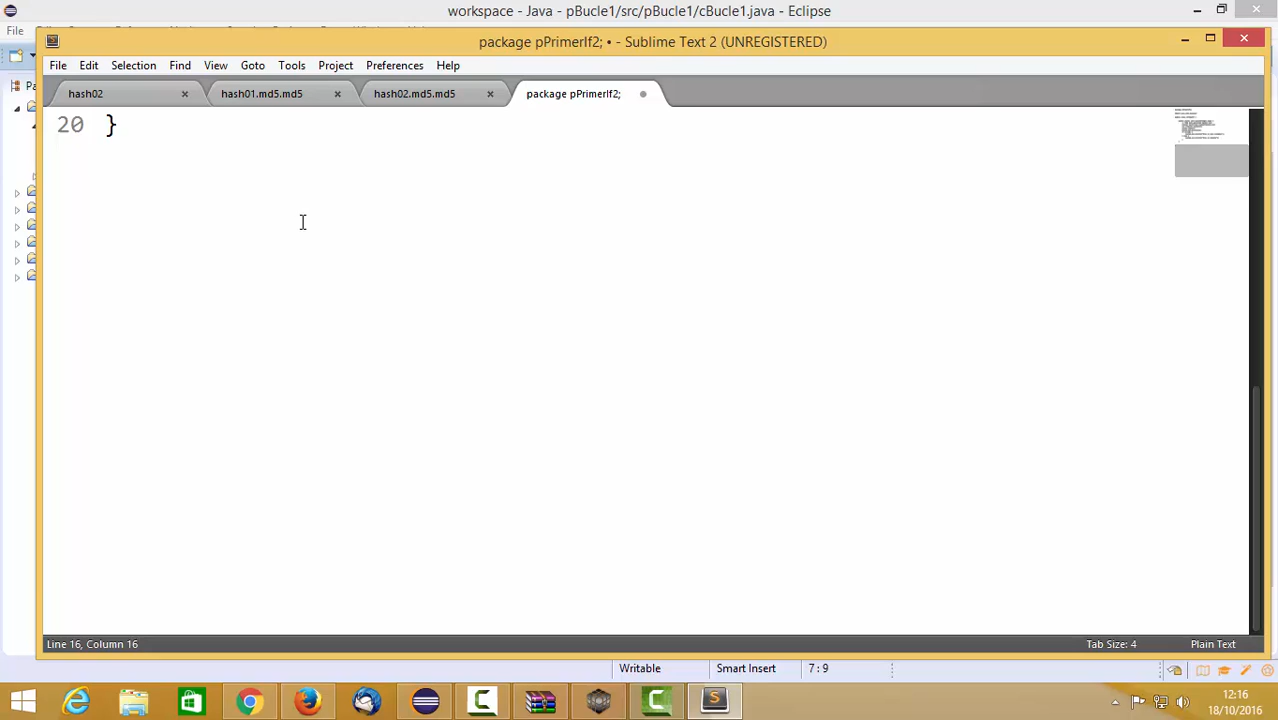 workspace - Java - pBucle1/src/pBucle1/cBucle1.java - Eclipse
File
package pPrimerIf2; • - Sublime Text 2 (UNREGISTERED)
File Edit Selection Find View Goto Tools Project Preferences Help
Pa
hash02 hash01.md5.md5 hash02.md5.md5 package pPrimerIf2;
20 }
Line 16, Column 16 Tab Size: 4 Plain Text
Writable Smart Insert 7 : 9
12:16
18/10/2016